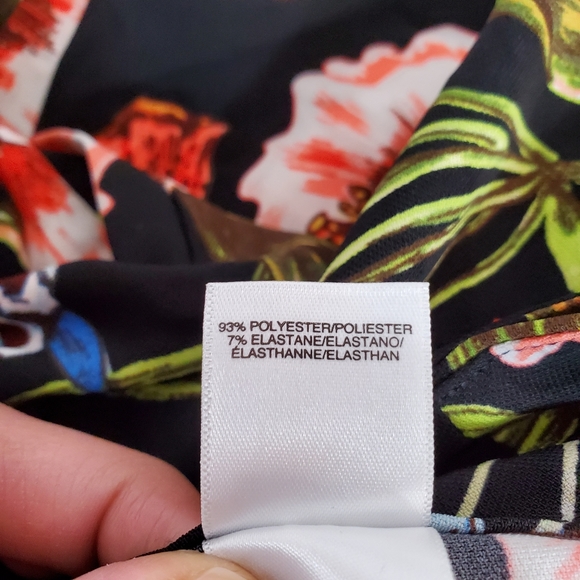 93% POLYESTER/POLIESTER
7% ELASTANE/ELASTANO/
ÉLASTHANNE/ELASTHAN